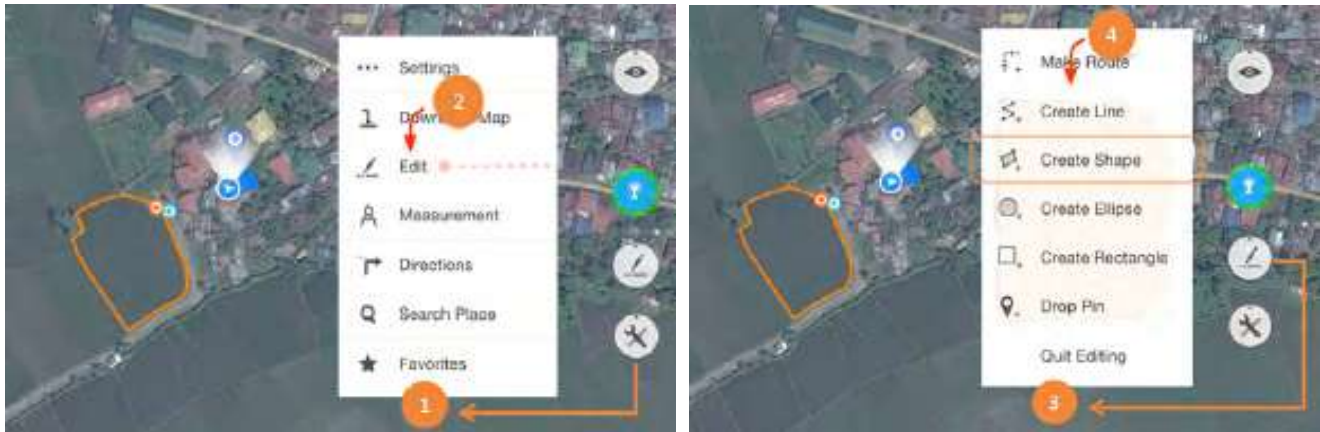 Settings
2
Download Map
Edit
Measurement
Directions
Search Place
Favorites
1
4
Make Route
Create Line
Create Shape
Create Ellipse
Create Rectangle
Drop Pin
Quit Editing
3